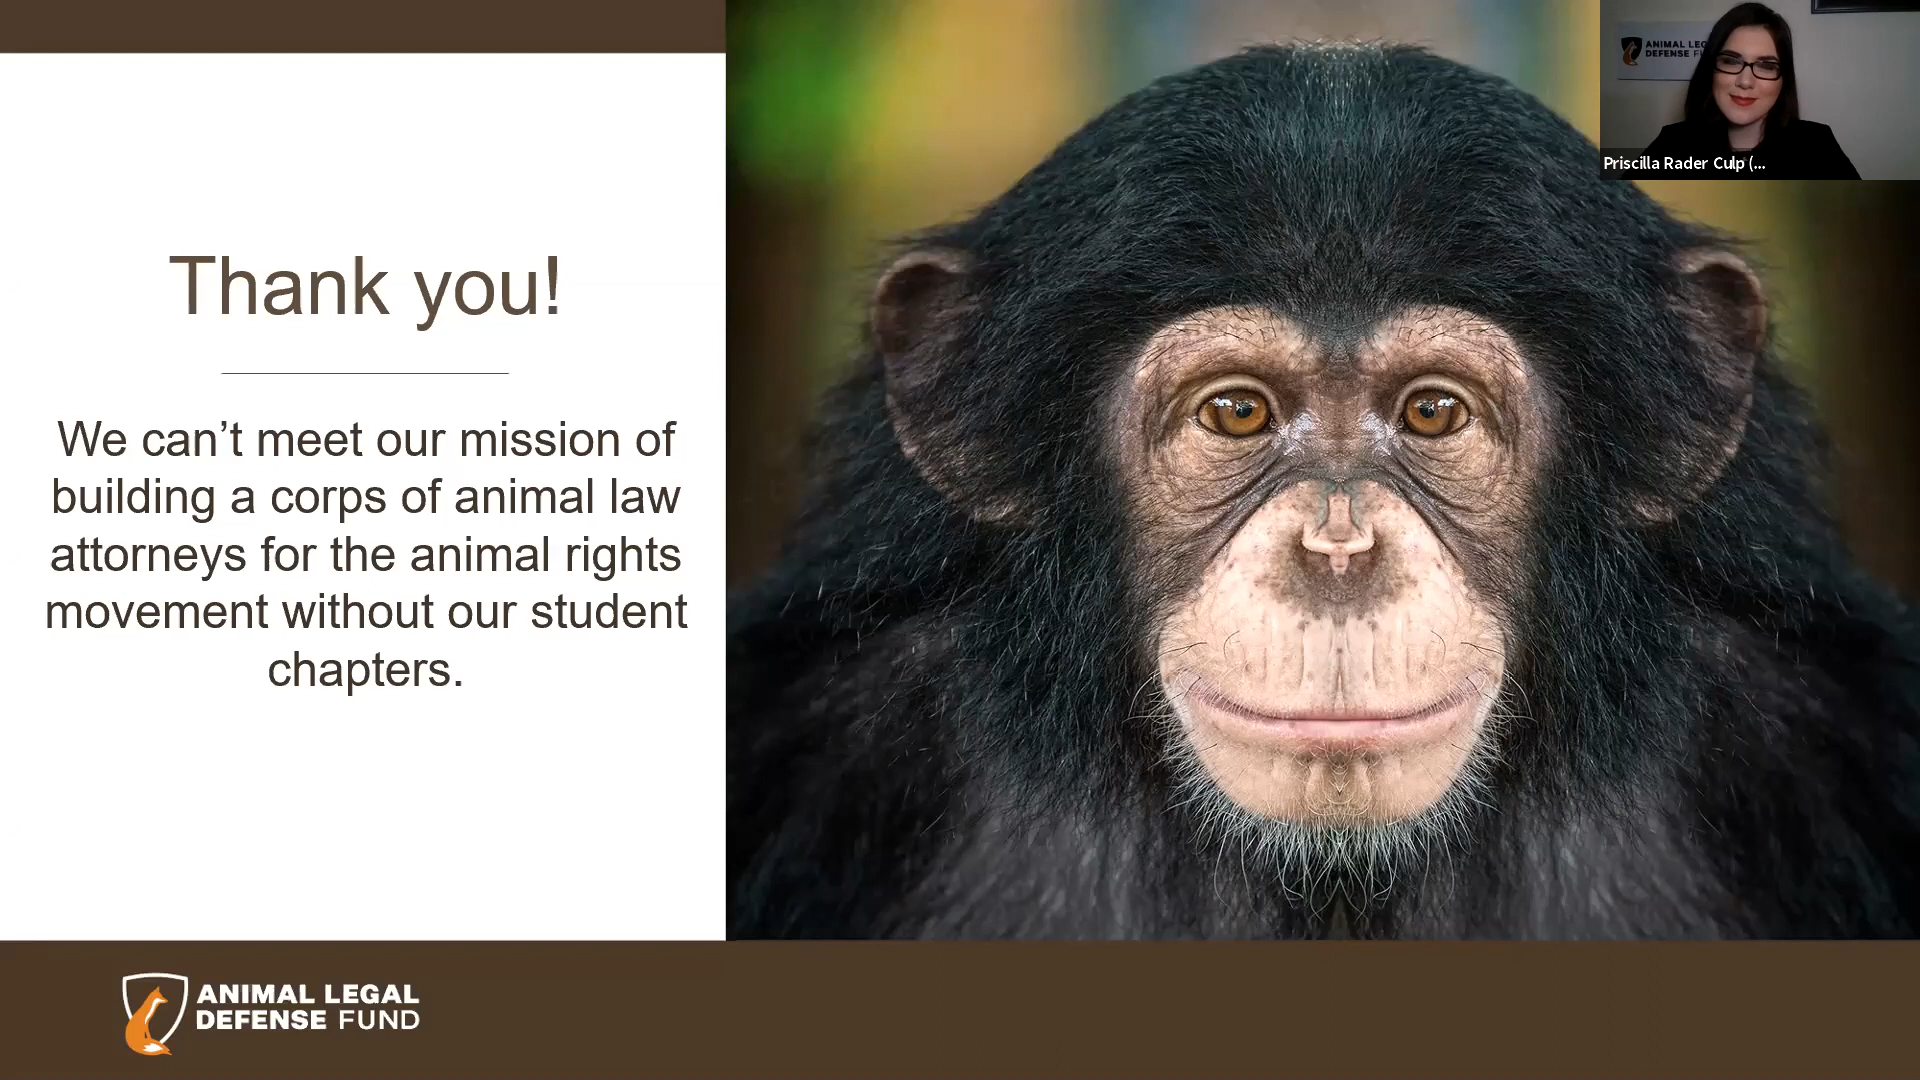 Thank you!
We can’t meet our mission of
building a corps of animal law
attorneys for the animal rights
movement without our student
chapters.
ANIMAL LEGAL
DEFENSE FUND
ANIMAL
DEFENSE
Priscilla Rader Culp (...